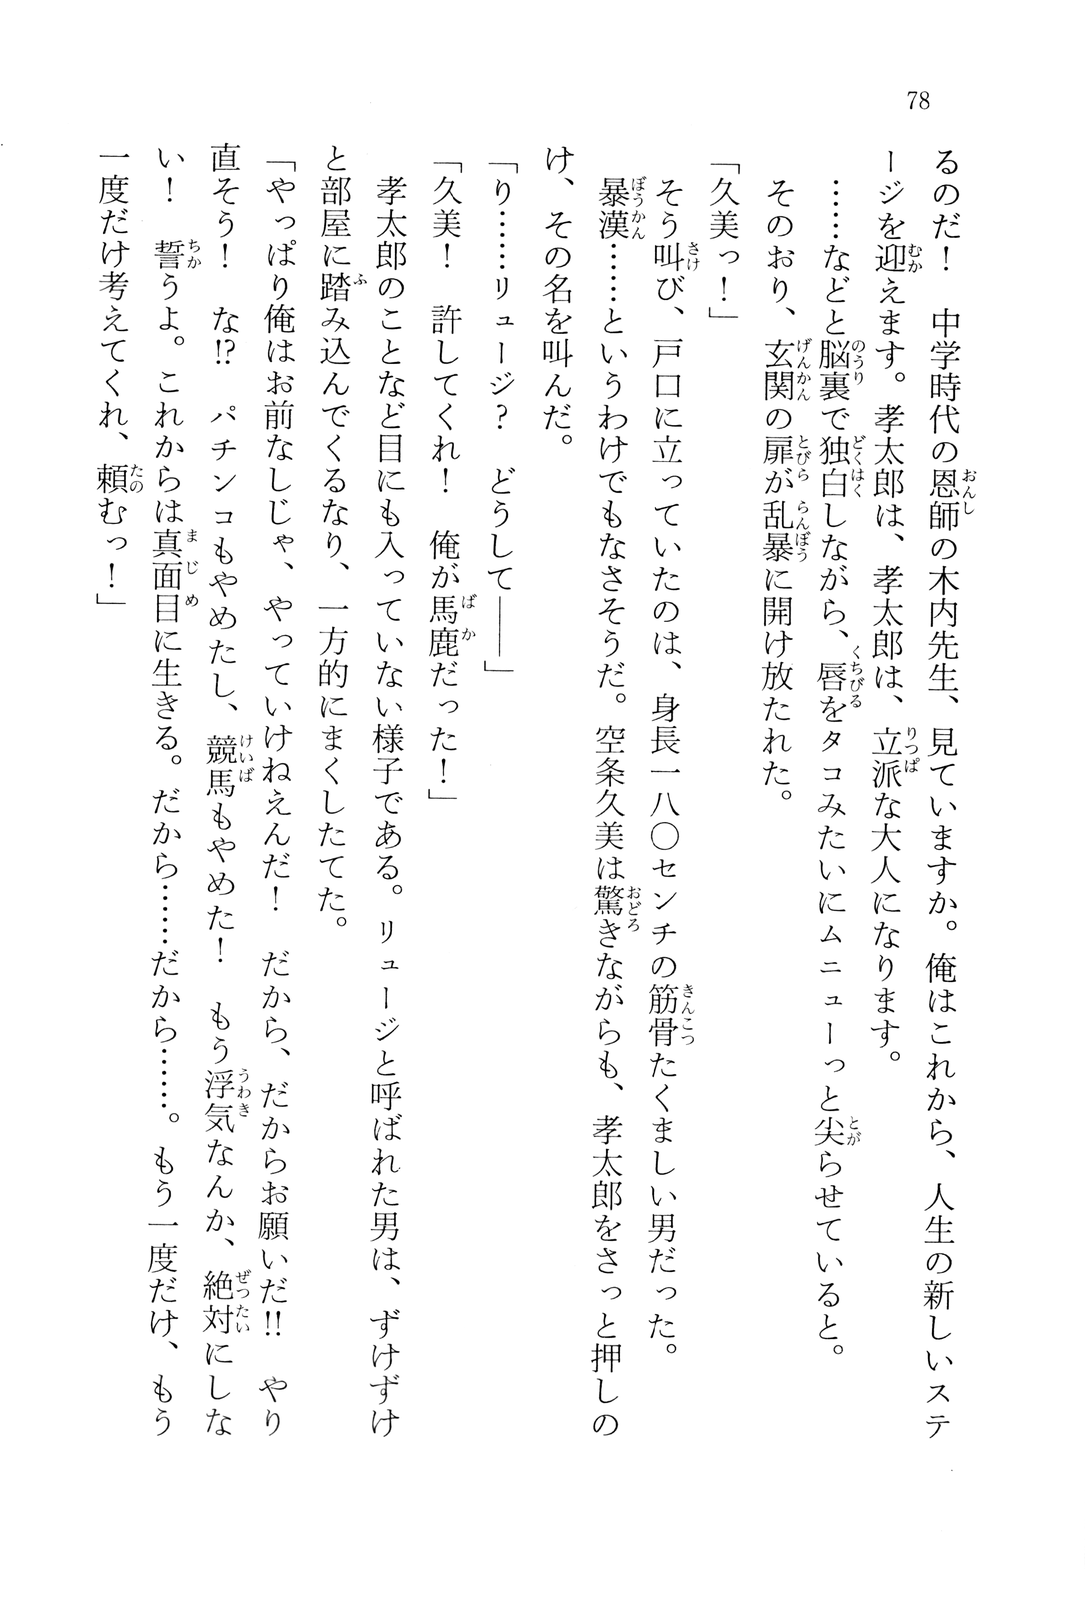 78
るのだ！　中学時代の恩師の木内先生、見ていますか。俺はこれから、人生の新しいステ
ージを迎えます。孝太郎は、孝太郎は、立派な大人になります。
……などと脳裏で独白しながら、唇をタコみたいにムニューっと尖らせていると。
そのおり、玄関の扉が乱暴に開け放たれた。
「久美っ！」
そう叫び、戸口に立っていたのは、身長一八〇センチの筋骨たくましい男だった。
暴漢……というわけでもなさそうだ。空条久美は驚きながらも、孝太郎をさっと押しの
け、その名を叫んだ。
「り……リュージ？　どうして――」
「久美！　許してくれ！　俺が馬鹿だった！」
孝太郎のことなど目にも入っていない様子である。リュージと呼ばれた男は、ずけずけ
と部屋に踏み込んでくるなり、一方的にまくしたてた。
「やっぱり俺はお前なしじゃ、やっていけねえんだ！　だから、だからお願いだ!!　やり
直そう！　な!?　パチンコもやめたし、競馬もやめた！　もう浮気なんか、絶対にしな
い！　誓うよ。これからは真面目に生きる。だから……だから……。もう一度だけ、もう
一度だけ考えてくれ、頼むっ！」